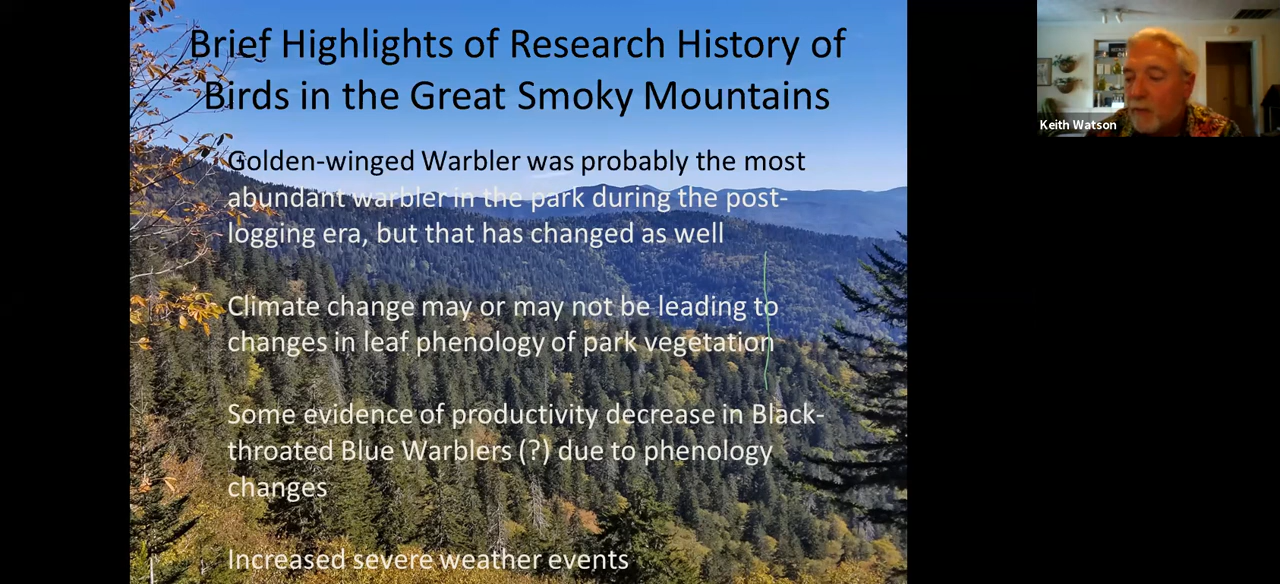 Brief Highlights of Research History of
Birds in the Great Smoky Mountains
Golden-winged Warbler was probably the most
abundant warbler in the park during the post-
logging era, but that has changed as well
Climate change may or may not be leading to
changes in leaf phenology of park vegetation
Some evidence of productivity decrease in Black-
throated Blue Warblers (?) due to phenology
changes
Increased severe weather events
Keith Watson